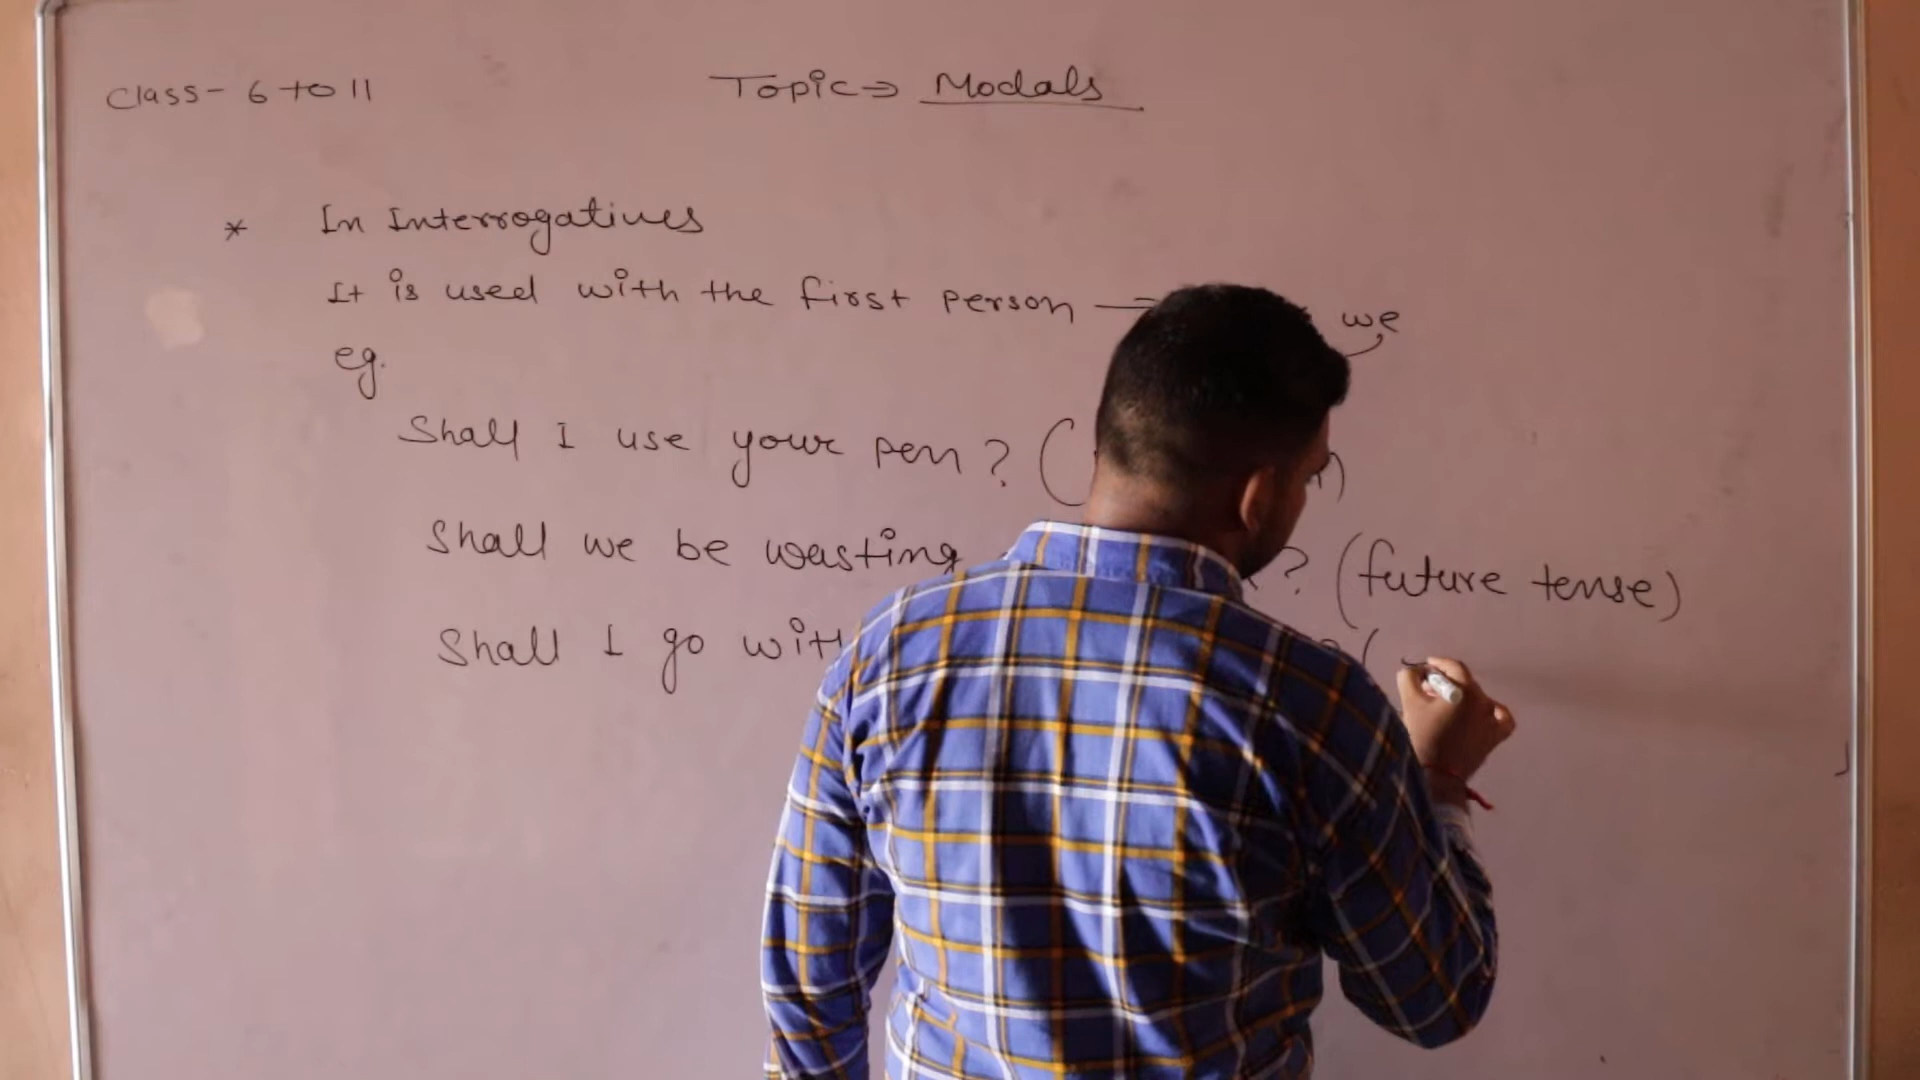 Class- 6 to 11
Topic → Modals
* In Interrogatives
It is used with the first person → we
eg.
Shall I use your pen? (
Shall we be wasting ? (future tense)
Shall I go with ? (